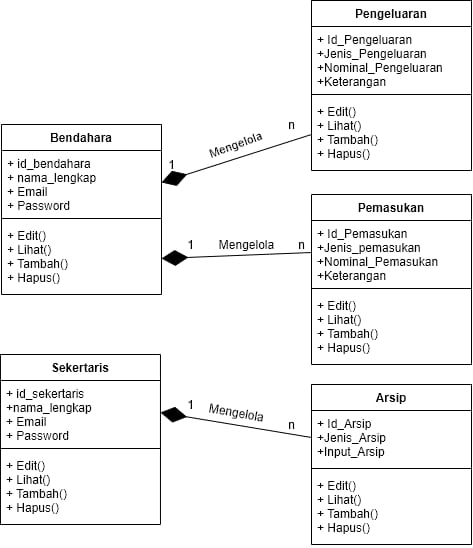 Pengeluaran
+ Id_Pengeluaran
+Jenis_Pengeluaran
+Nominal_Pengeluaran
+Keterangan
+ Edit()
+ Lihat()
+ Tambah()
+ Hapus()
Bendahara
+ id_bendahara
+ nama_lengkap
+ Email
+ Password
+ Edit()
+ Lihat()
+ Tambah()
+ Hapus()
1
Mengelola
n
1
Mengelola
n
Pemasukan
+ Id_Pemasukan
+Jenis_pemasukan
+Nominal_Pemasukan
+Keterangan
+ Edit()
+ Lihat()
+ Tambah()
+ Hapus()
Sekertaris
+ id_sekertaris
+nama_lengkap
+ Email
+ Password
+ Edit()
+ Lihat()
+ Tambah()
+ Hapus()
1
Mengelola
n
Arsip
+ Id_Arsip
+Jenis_Arsip
+Input_Arsip
+ Edit()
+ Lihat()
+ Tambah()
+ Hapus()